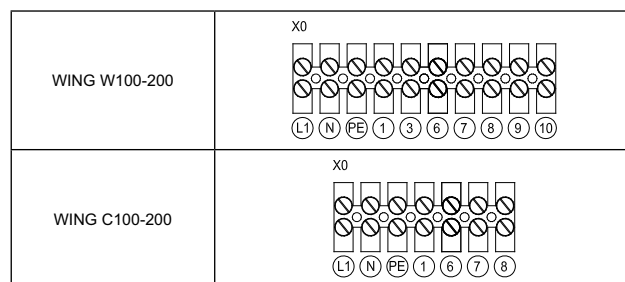 X0
WING W100-200
L1 N PE 1 3 6 7 8 9 10
X0
WING C100-200
L1 N PE 1 6 7 8